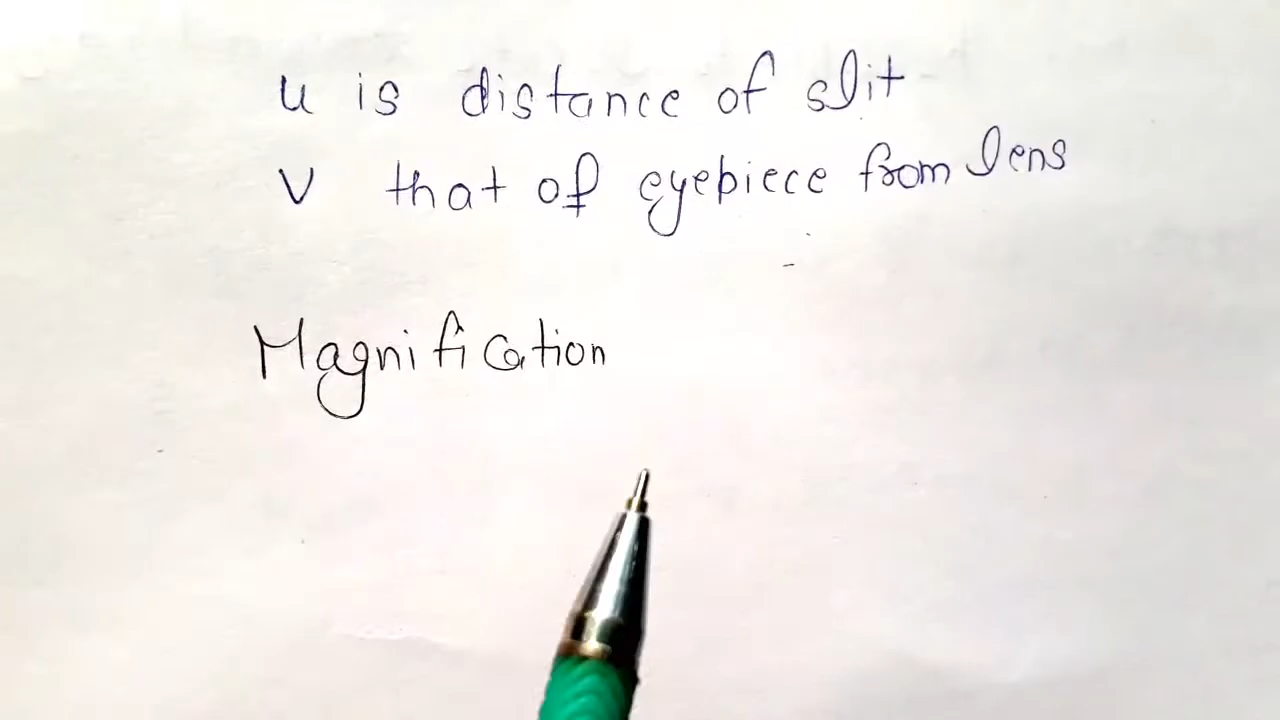 u is distance of slit
v that of eyepiece from lens
Magnification